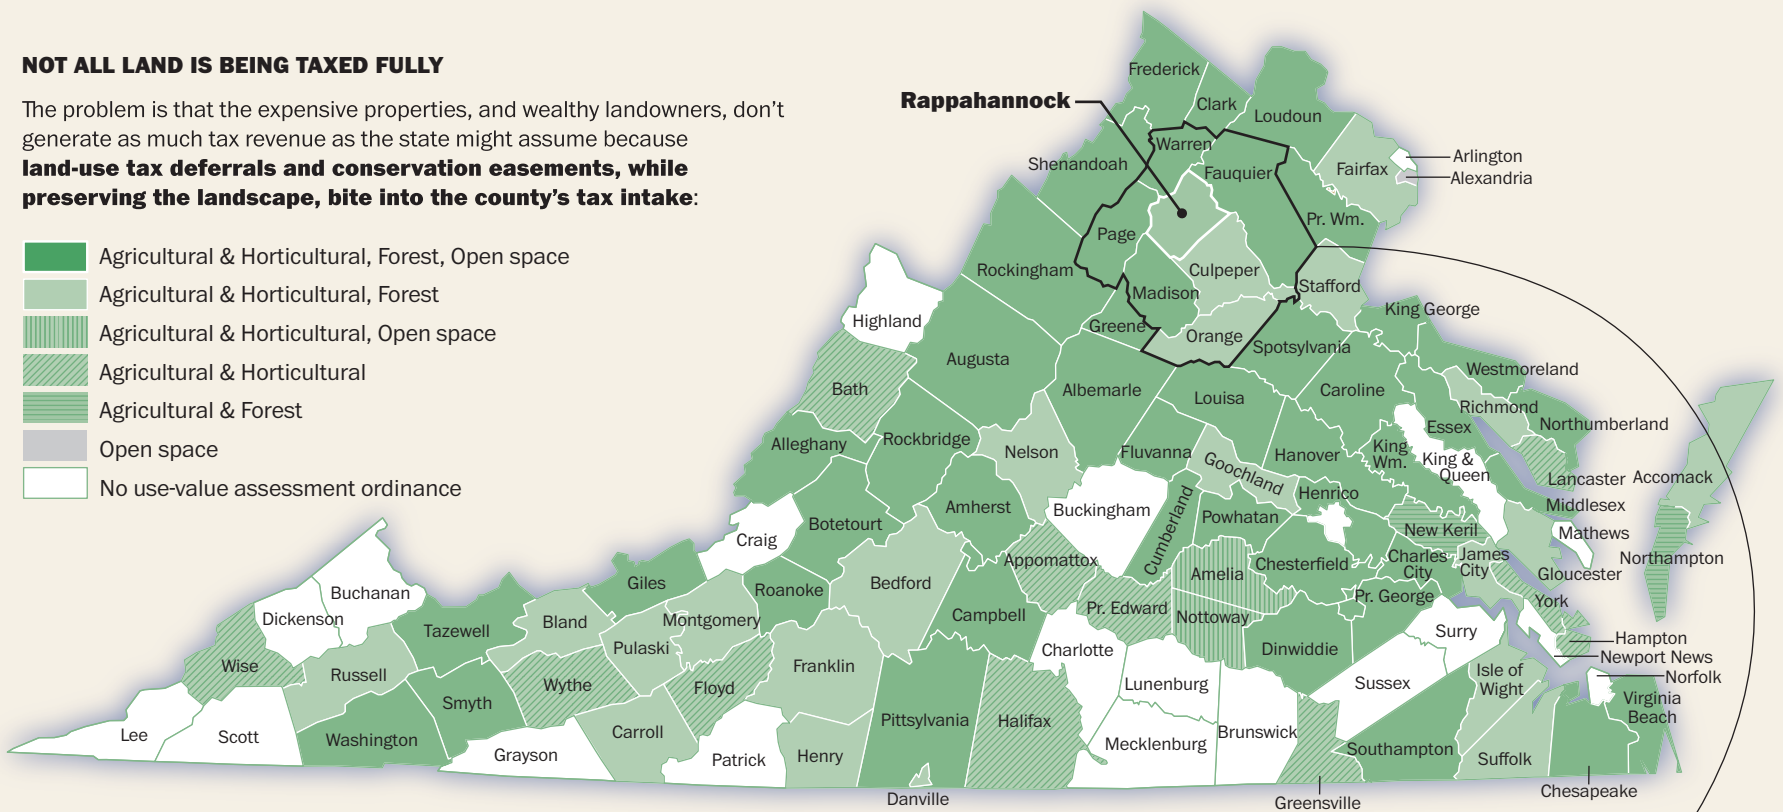 NOT ALL LAND IS BEING TAXED FULLY
The problem is that the expensive properties, and wealthy landowners, don't
generate as much tax revenue as the state might assume because
land-use tax deferrals and conservation easements, while
preserving the landscape, bite into the county's tax intake:
Agricultural & Horticultural, Forest, Open space
Agricultural & Horticultural, Forest
Agricultural & Horticultural, Open space
Agricultural & Horticultural
Agricultural & Forest
Open space
No use-value assessment ordinance
Rappahannock
Frederick
Clark
Loudoun
Warren
Shenandoah
Fauquier
Fairfax
Arlington
Alexandria
Page
Pr. Wm.
Rockingham
Culpeper
Madison
Stafford
Highland
Greene
Orange
King George
Spotsylvania
Augusta
Bath
Albemarle
Louisa
Caroline
Westmoreland
Richmond
Northumberland
Essex
Alleghany
Rockbridge
Nelson
Fluvanna
Goochland
Hanover
King
Wm.
King &
Queen
Lancaster
Accomack
Henrico
Middlesex
Botetourt
Amherst
Buckingham
Cumberland
Powhatan
New Keril
Mathews
Craig
Appomattox
Amelia
Chesterfield
Charles
City
James
City
Northampton
Gloucester
Giles
Roanoke
Bedford
Buchanan
Dickenson
Tazewell
Bland
Montgomery
Pulaski
Campbell
Pr. Edward
Nottoway
Pr. George
York
Dinwiddie
Surry
Hampton
Newport News
Norfolk
Wise
Russell
Wythe
Floyd
Franklin
Charlotte
Lunenburg
Sussex
Isle of
Wight
Virginia
Beach
Smyth
Lee
Scott
Washington
Grayson
Carroll
Patrick
Henry
Pittsylvania
Halifax
Mecklenburg
Brunswick
Southampton
Suffolk
Danville
Greensville
Chesapeake